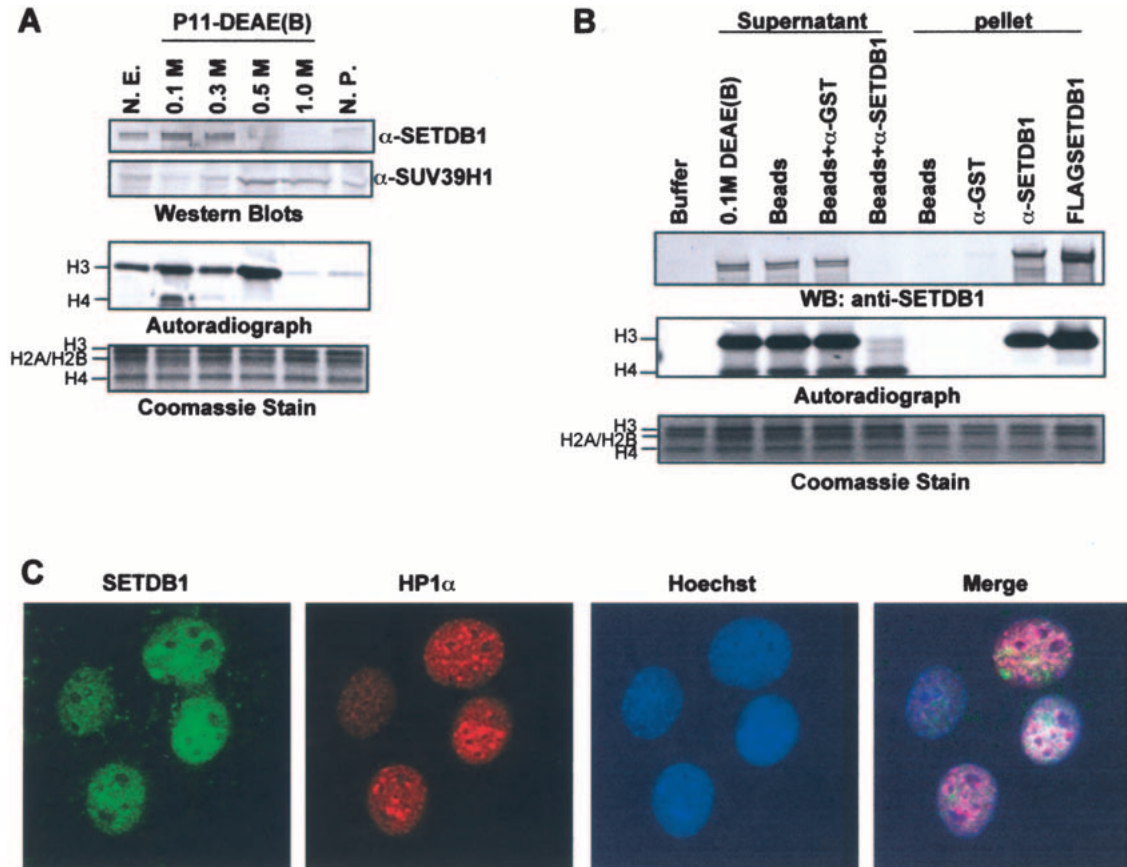 A
P11-DEAE(B)
N. E.
0.1 M
0.3 M
0.5 M
1.0 M
N. P.
α-SETDB1
α-SUV39H1
Western Blots
H3
H4
Autoradiograph
H3
H2A/H2B
H4
Coomassie Stain
B
Supernatant
pellet
Buffer
0.1M DEAE(B)
Beads
Beads+α-GST
Beads+α-SETDB1
Beads
α-GST
α-SETDB1
FLAGSETDB1
WB: anti-SETDB1
H3
H4
Autoradiograph
H3
H2A/H2B
H4
Coomassie Stain
C
SETDB1
HP1α
Hoechst
Merge